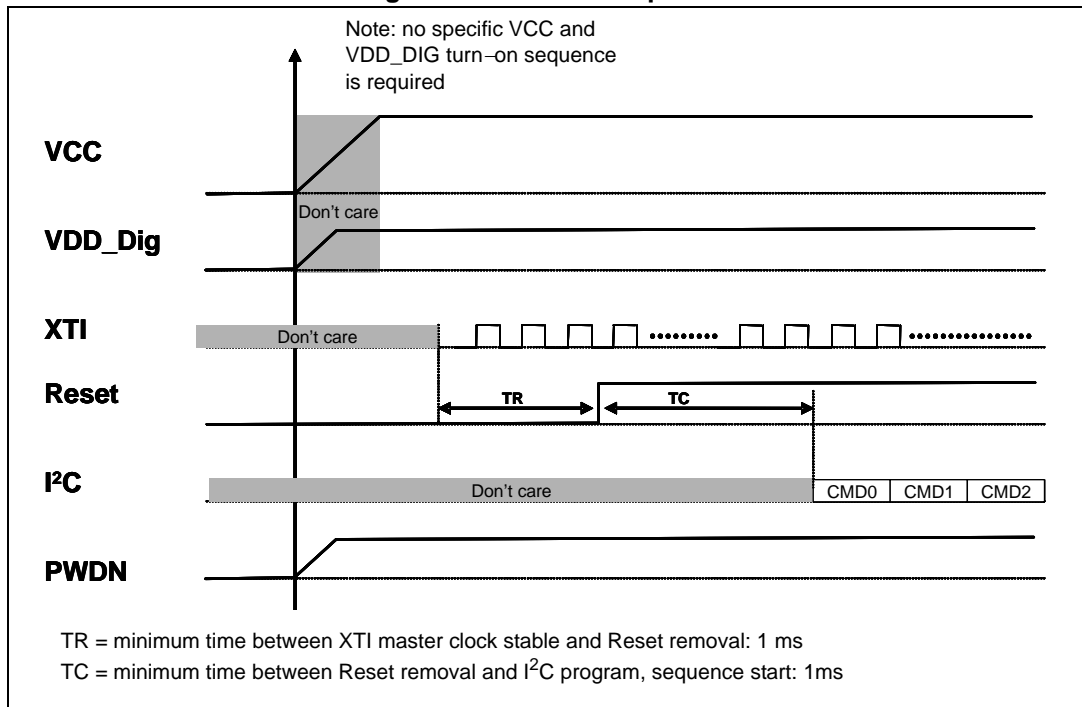 Note: no specific VCC and
VDD_DIG turn–on sequence
is required
VCC
Don't care
VDD_Dig
XTI
Don't care
Reset
TR
TC
I²C
Don't care
CMD0 CMD1 CMD2
PWDN
TR = minimum time between XTI master clock stable and Reset removal: 1 ms
TC = minimum time between Reset removal and I²C program, sequence start: 1ms